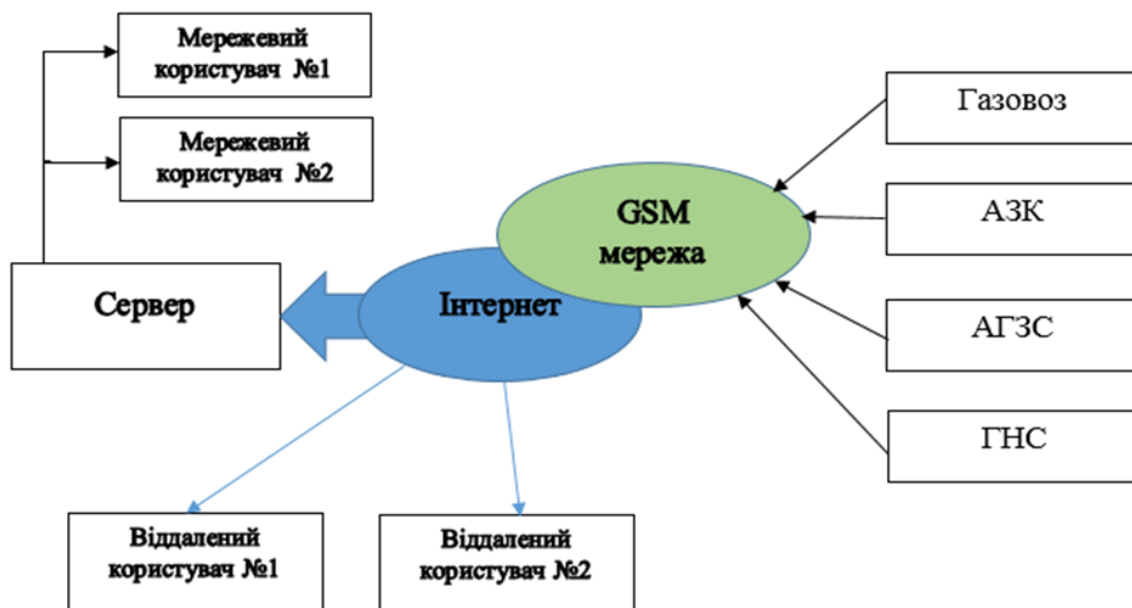 Мережевий
користувач №1
Мережевий
користувач №2
Газовоз
GSM
мережа
АЗК
Сервер
Інтернет
АГЗС
ГНС
Віддалений
користувач №1
Віддалений
користувач №2